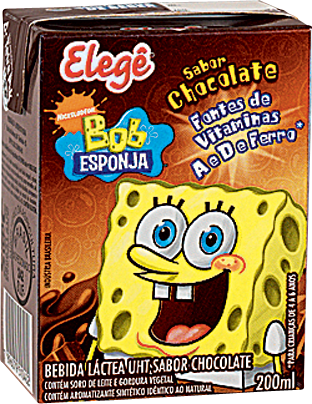 Elegê
Sabor
Chocolate
Fontes de
Vitaminas
A e D e Ferro*
NICKELODEON
BOB
ESPONJA
INDÚSTRIA BRASILEIRA
*PARA CRIANÇAS DE 4 A 6 ANOS
BEBIDA LÁCTEA UHT SABOR CHOCOLATE
CONTÉM SORO DE LEITE E GORDURA VEGETAL
CONTÉM AROMATIZANTE SINTÉTICO IDÊNTICO AO NATURAL
200ml